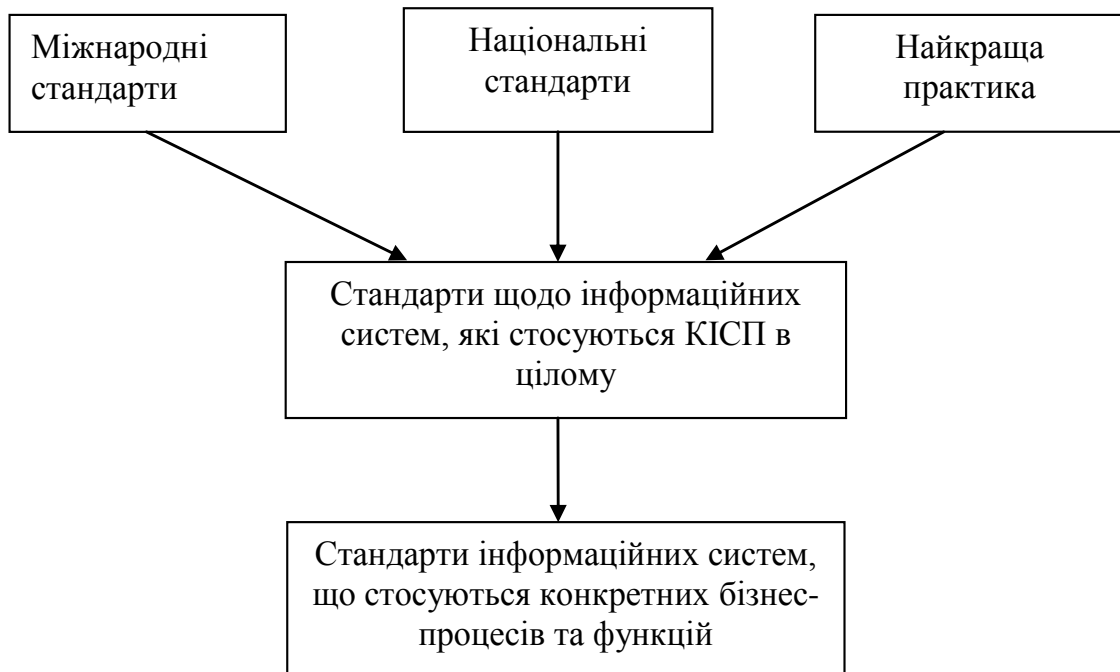 Міжнародні
стандарти
Національні
стандарти
Найкраща
практика
Стандарти щодо інформаційних
систем, які стосуються КІСП в
цілому
Стандарти інформаційних систем,
що стосуються конкретних бізнес-
процесів та функцій